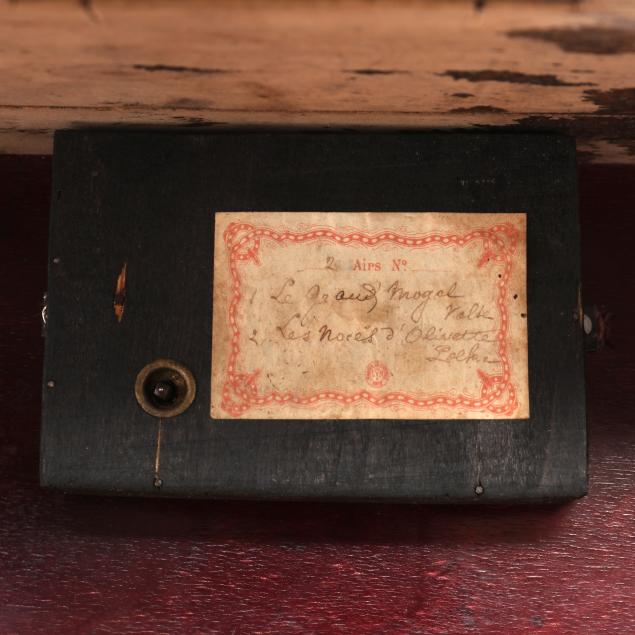 2 Airs Nº
1 Le Grand Mogol
Valse
2 Les Noces d'Olivette
Polka